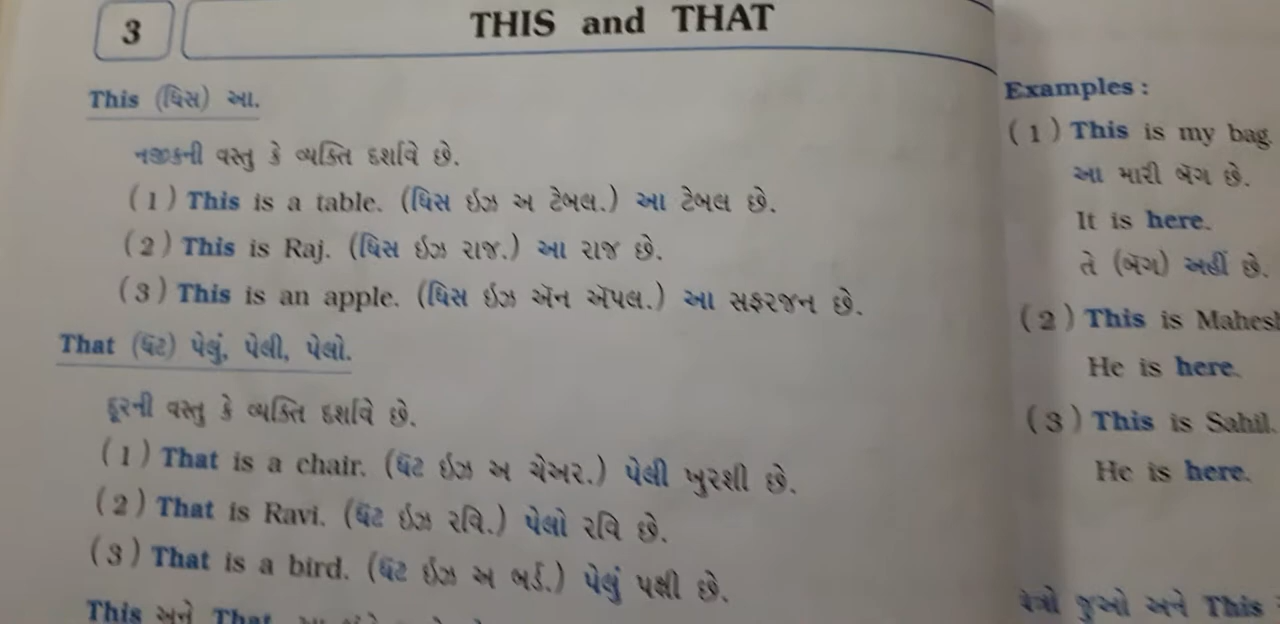 3
THIS and THAT
This (ધિસ) આ.
નજીકની વસ્તુ કે વ્યક્તિ દર્શાવે છે.
(1) This is a table. (ધિસ ઇઝ અ ટેબલ.) આ ટેબલ છે.
(2) This is Raj. (ધિસ ઇઝ રાજ.) આ રાજ છે.
(3) This is an apple. (ધિસ ઇઝ ઍન ઍપલ.) આ સફરજન છે.
That (ધૅટ) પેલું, પેલી, પેલો.
દૂરની વસ્તુ કે વ્યક્તિ દર્શાવે છે.
(1) That is a chair. (ધૅટ ઇઝ અ ચેઅર.) પેલી ખુરશી છે.
(2) That is Ravi. (ધૅટ ઇઝ રવિ.) પેલો રવિ છે.
(3) That is a bird. (ધૅટ ઇઝ અ બર્ડ.) પેલું પક્ષી છે.
This અને That
Examples :
(1) This is my bag.
આ મારી બૅગ છે.
It is here.
તે (બૅગ) અહીં છે.
(2) This is Mahesh
He is here.
(3) This is Sahil.
He is here.
જુઓ અને This